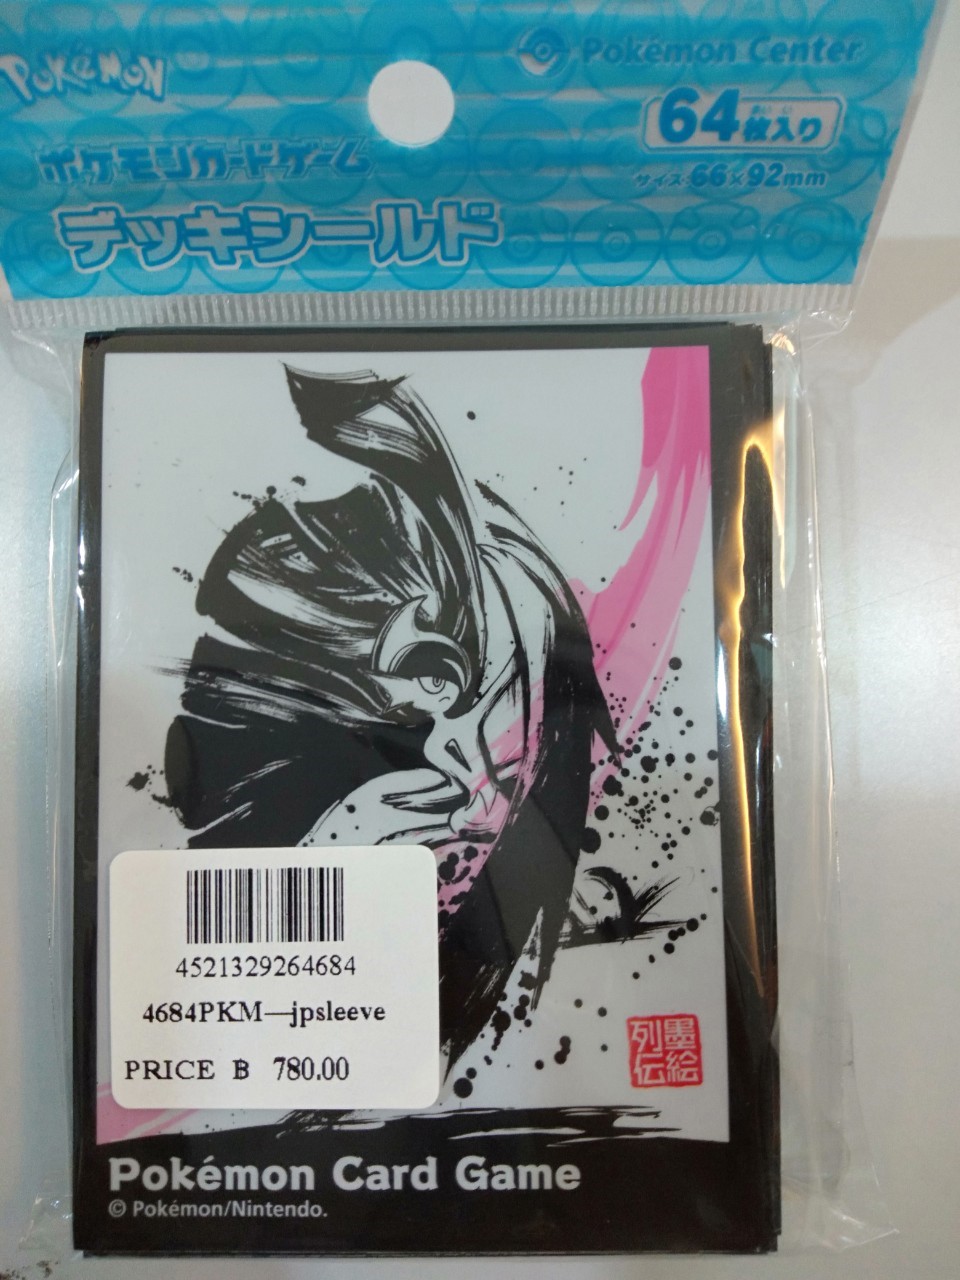 Pokémon
Pokémon Center
64枚入り
サイズ:66×92mm
ポケモンカードゲーム
デッキシールド
4521329264684
4684PKM—jpsleeve
PRICE ฿ 780.00
墨絵
列伝
Pokémon Card Game
© Pokémon/Nintendo.